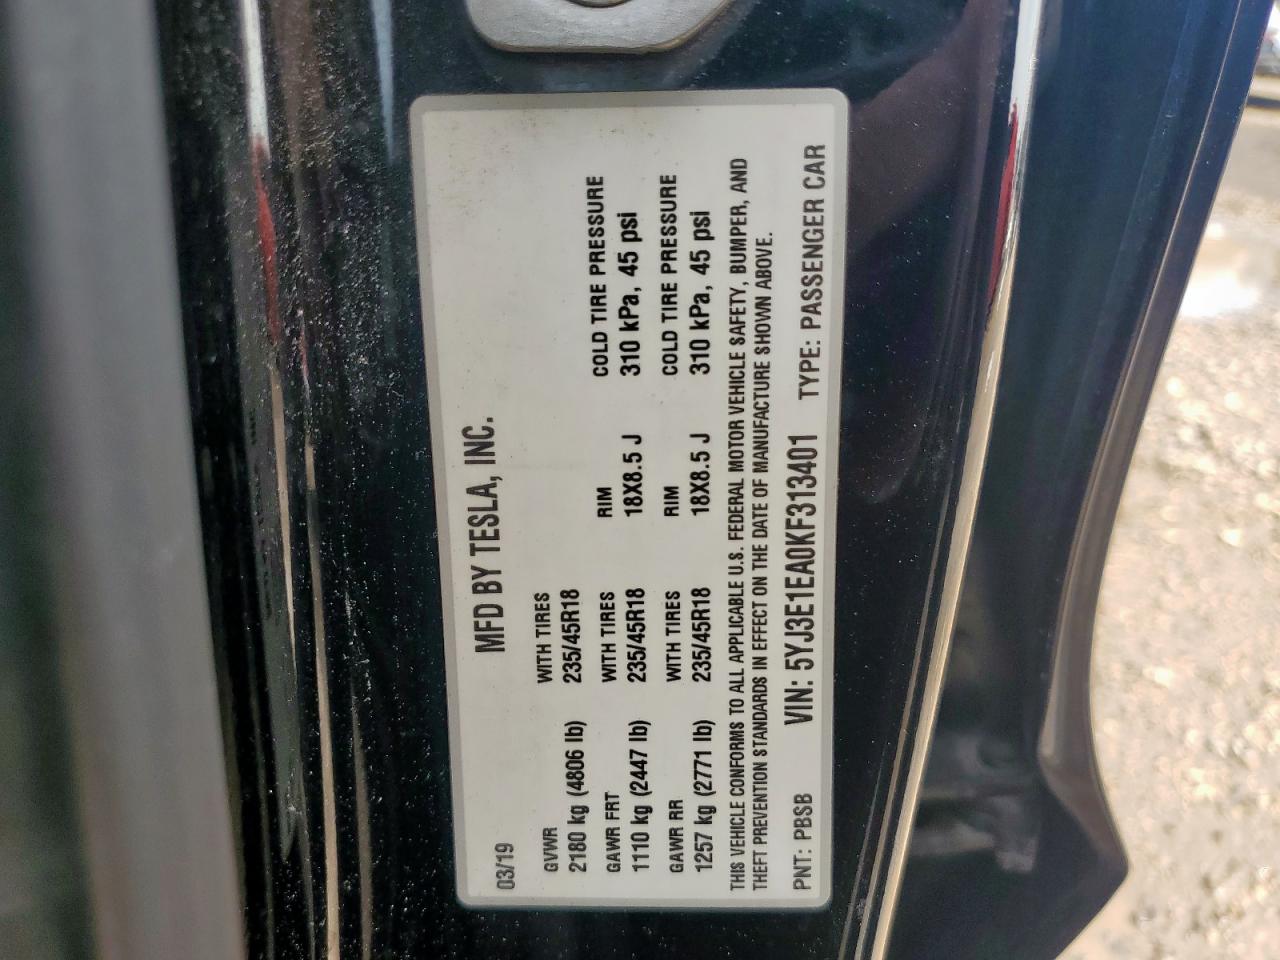 MFD BY TESLA, INC.
03/19
GVWR WITH TIRES
2180 kg (4806 lb) 235/45R18
GAWR FRT WITH TIRES RIM COLD TIRE PRESSURE
1110 kg (2447 lb) 235/45R18 18X8.5 J 310 kPa, 45 psi
GAWR RR WITH TIRES RIM COLD TIRE PRESSURE
1257 kg (2771 lb) 235/45R18 18X8.5 J 310 kPa, 45 psi
THIS VEHICLE CONFORMS TO ALL APPLICABLE U.S. FEDERAL MOTOR VEHICLE SAFETY, BUMPER, AND
THEFT PREVENTION STANDARDS IN EFFECT ON THE DATE OF MANUFACTURE SHOWN ABOVE.
PNT: PBSB VIN: 5YJ3E1EA0KF313401 TYPE: PASSENGER CAR